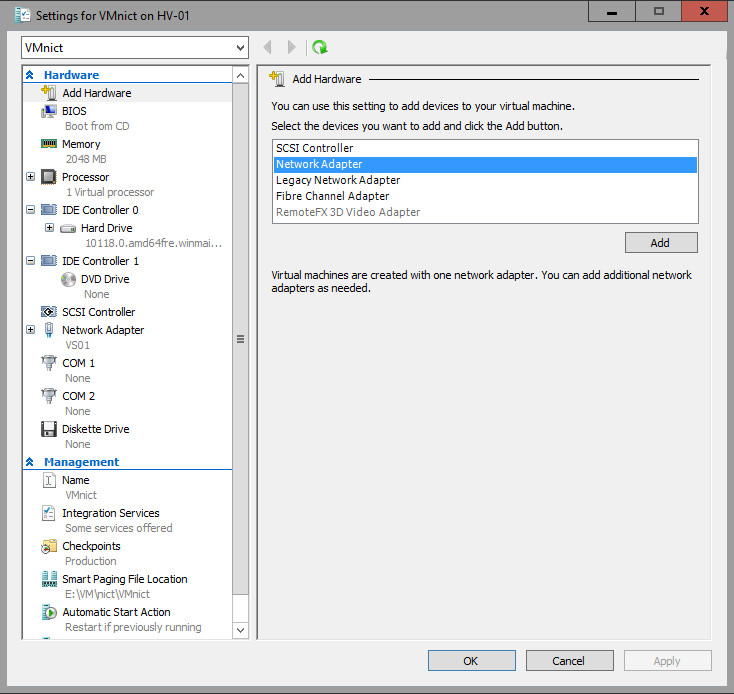 Settings for VMnict on HV-01
VMnict
Hardware
Add Hardware
BIOS
Boot from CD
Memory
2048 MB
Processor
1 Virtual processor
IDE Controller 0
Hard Drive
10118.0.amd64fre.winmai...
IDE Controller 1
DVD Drive
None
SCSI Controller
Network Adapter
VS01
COM 1
None
COM 2
None
Diskette Drive
None
Management
Name
VMnict
Integration Services
Some services offered
Checkpoints
Production
Smart Paging File Location
E:\VM\nict\VMnict
Automatic Start Action
Restart if previously running
Add Hardware
You can use this setting to add devices to your virtual machine.
Select the devices you want to add and click the Add button.
SCSI Controller
Network Adapter
Legacy Network Adapter
Fibre Channel Adapter
RemoteFX 3D Video Adapter
Add
Virtual machines are created with one network adapter. You can add additional network
adapters as needed.
OK
Cancel
Apply